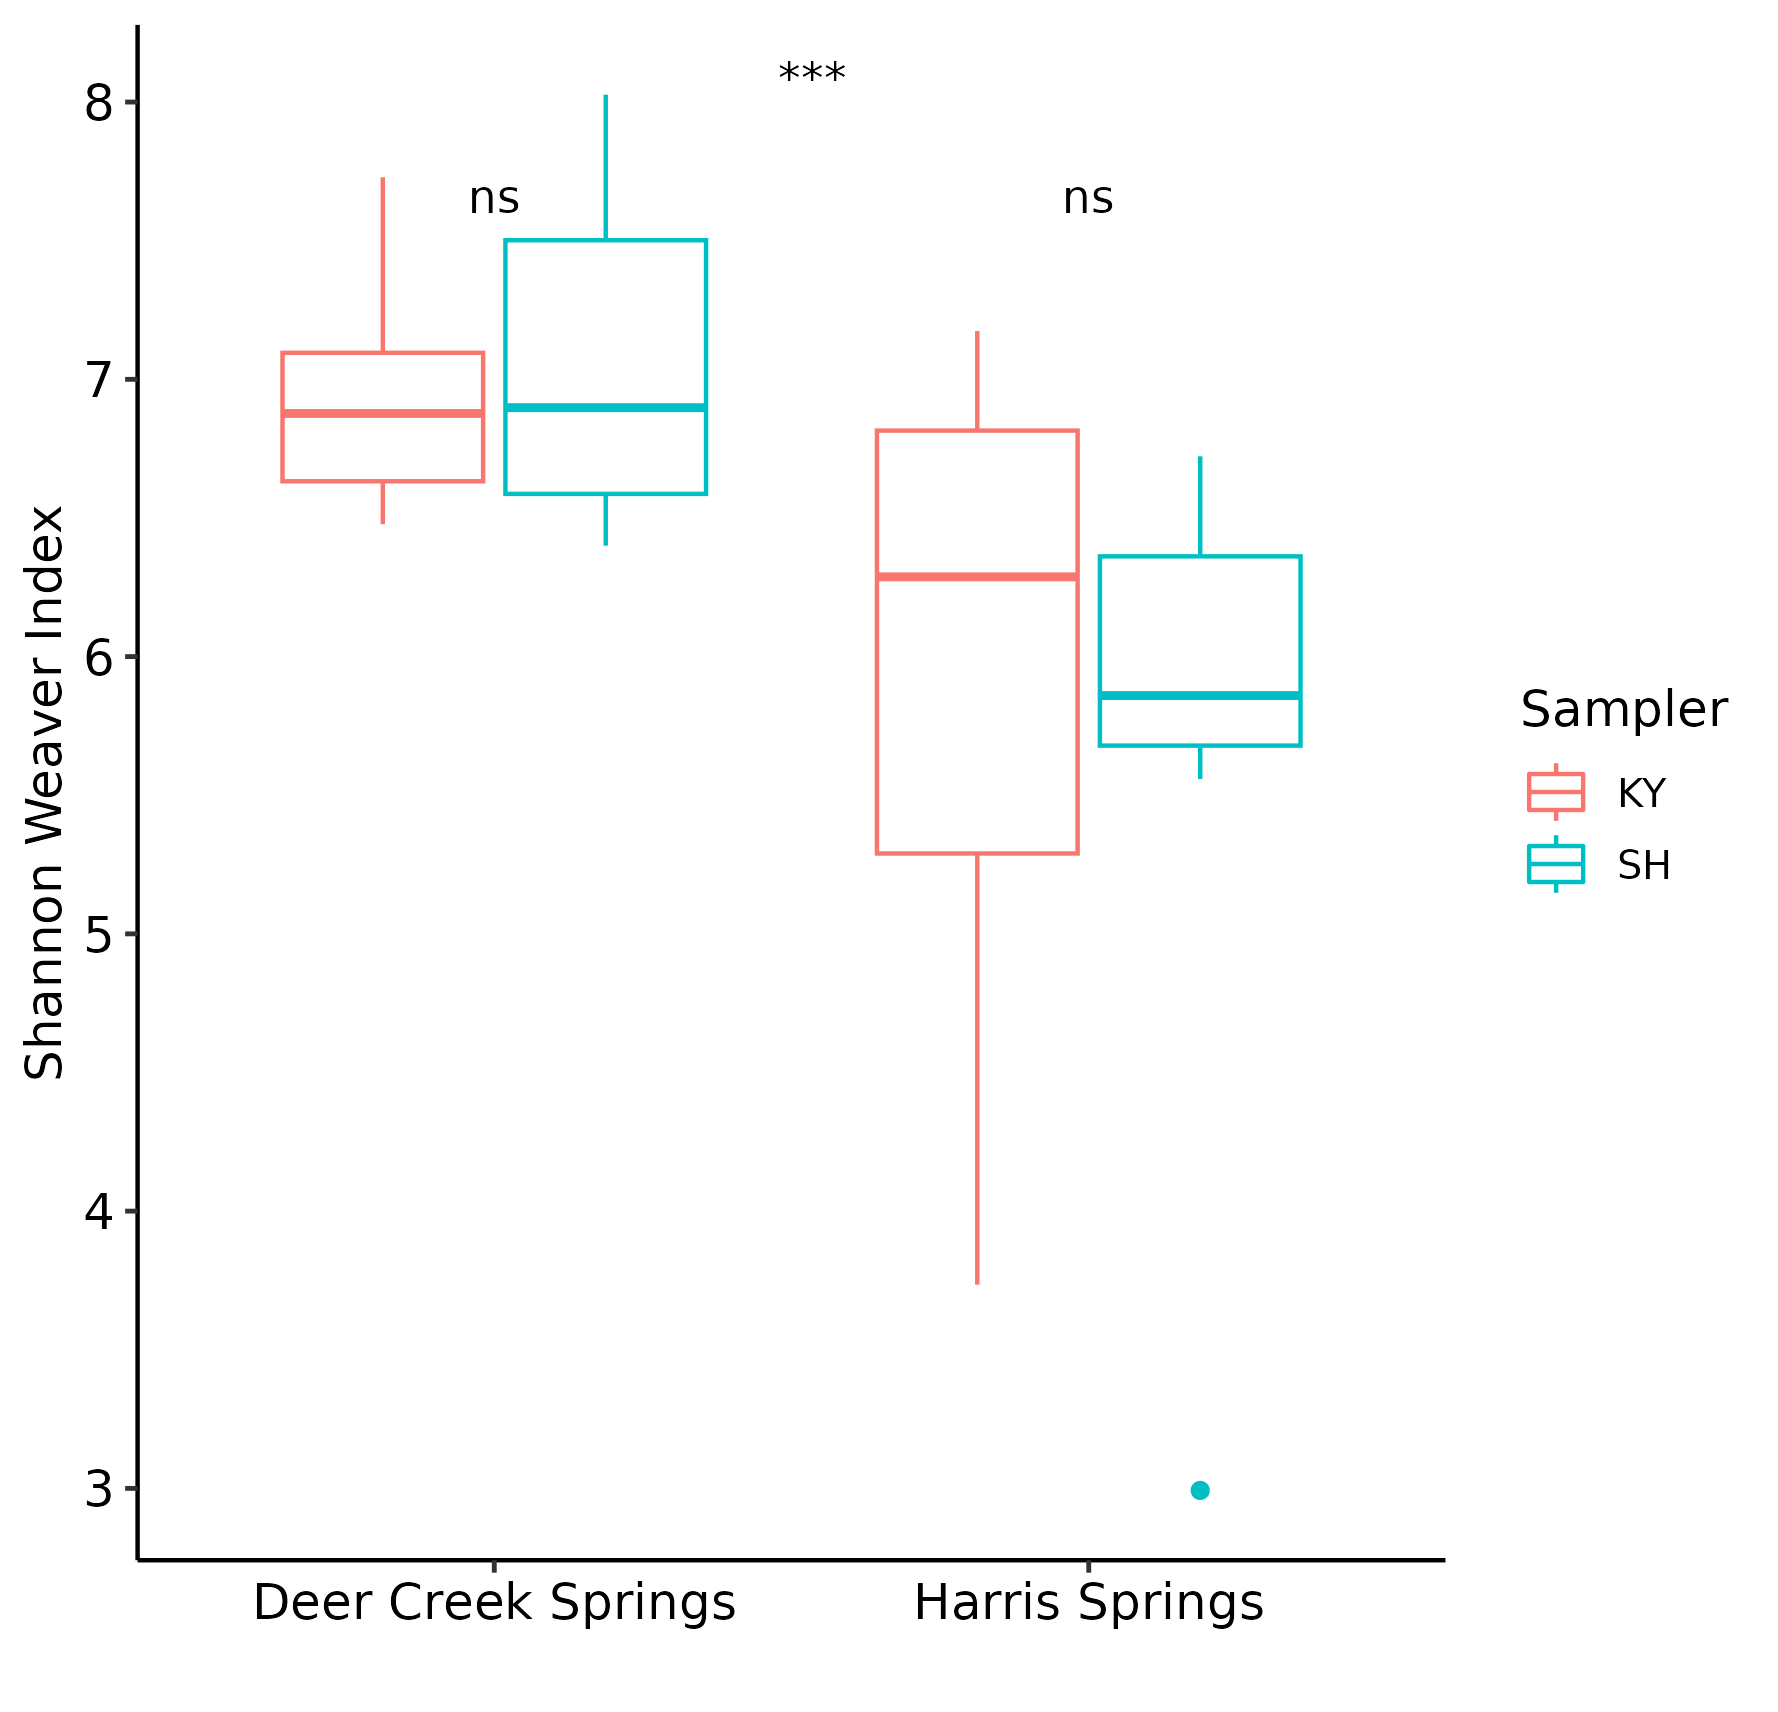 ***
8
ns
ns
7
6
5
4
3
Shannon Weaver Index
Deer Creek Springs
Harris Springs
Sampler
KY
SH